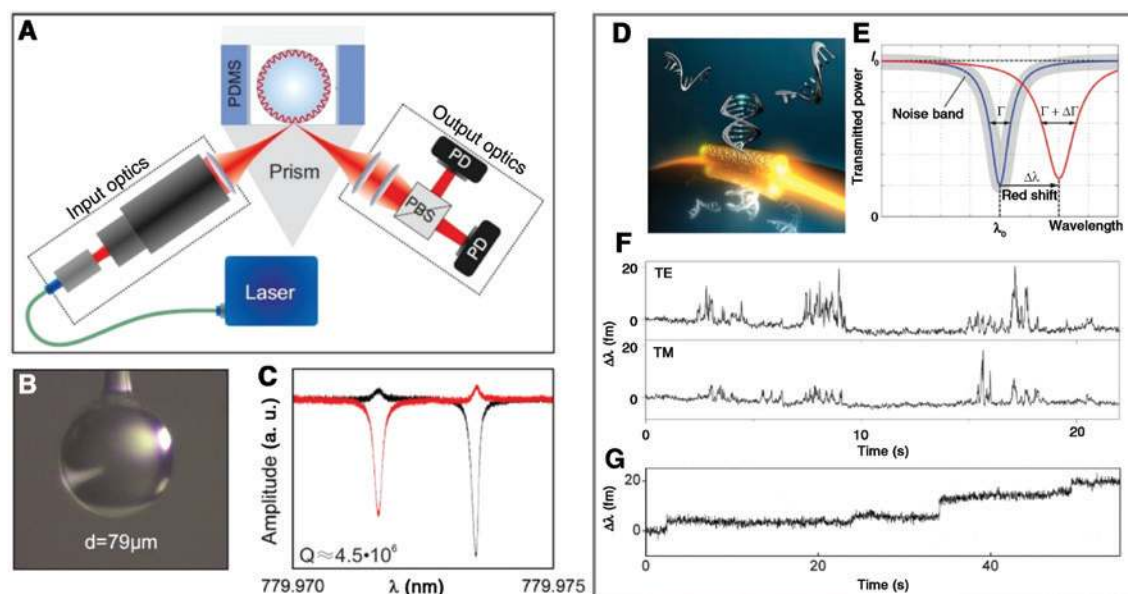 A
PDMS
Input optics
Prism
Output optics
PD
PBS
PD
Laser
B
d=79μm
C
Amplitude (a. u.)
Q≈4.5•10⁶
779.970
λ (nm)
779.975
D
E
I₀
Transmitted power
Noise band
Γ
Γ + ΔΓ
Δλ
Red shift
0
λ₀
Wavelength
F
20
TE
0
Δλ (fm)
20
TM
0
0
10
20
Time (s)
G
20
Δλ (fm)
0
20
40
Time (s)